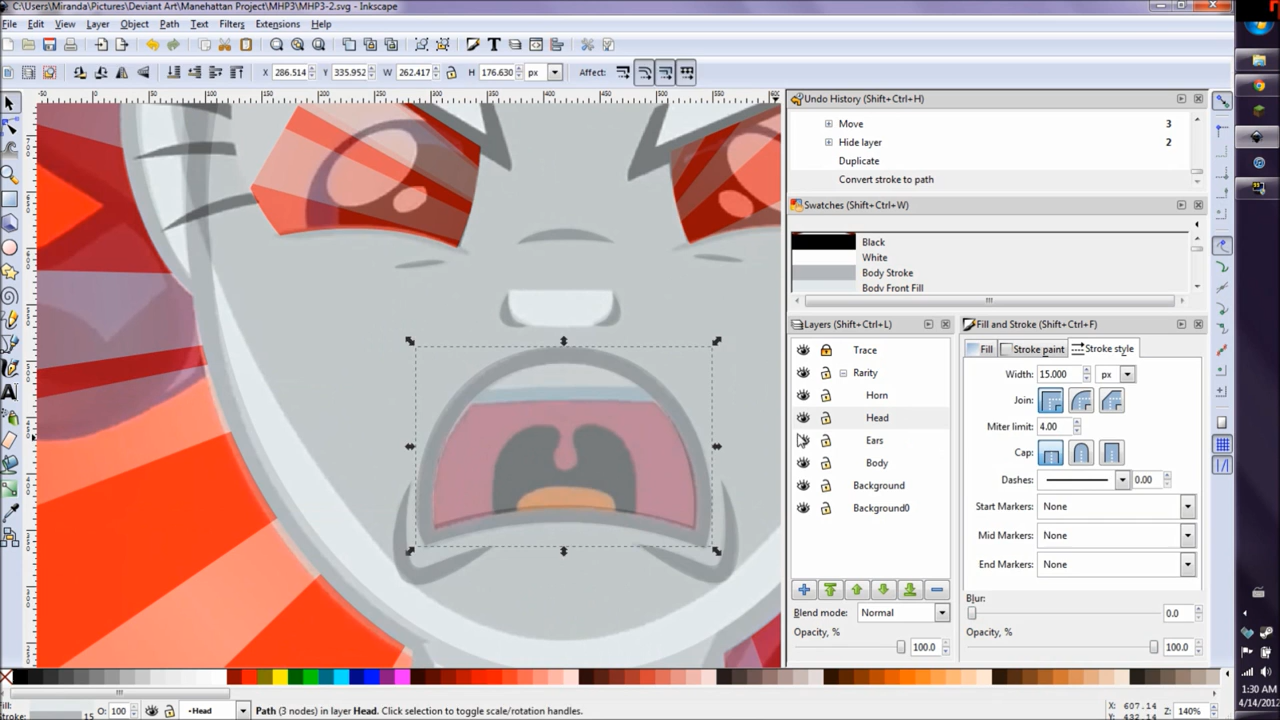 C:\Users\Miranda\Pictures\Deviant Art\Manehattan Project\MHP3\MHP3-2.svg - Inkscape
File Edit View Layer Object Path Text Filters Extensions Help
X 286.514 Y 335.952 W 262.417 H 176.630 px Affect:
Undo History (Shift+Ctrl+H)
Move 3
Hide layer 2
Duplicate
Convert stroke to path
Swatches (Shift+Ctrl+W)
Black
White
Body Stroke
Body Front Fill
Layers (Shift+Ctrl+L)
Trace
Rarity
Horn
Head
Ears
Body
Background
Background0
Blend mode: Normal
Opacity, % 100.0
Fill and Stroke (Shift+Ctrl+F)
Fill Stroke paint Stroke style
Width: 15.000 px
Join:
Miter limit: 4.00
Cap:
Dashes: 0.00
Start Markers: None
Mid Markers: None
End Markers: None
Blur:
0.0
Opacity, %
100.0
Fill:
Stroke: 15
O: 100
Head Path (3 nodes) in layer Head. Click selection to toggle scale/rotation handles.
X: 607.14
Z: 140%
1:30 AM
4/14/2012